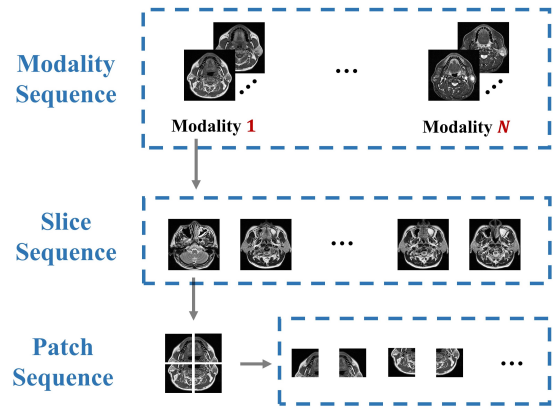 Modality
Sequence
Modality 1
Modality N
Slice
Sequence
Patch
Sequence